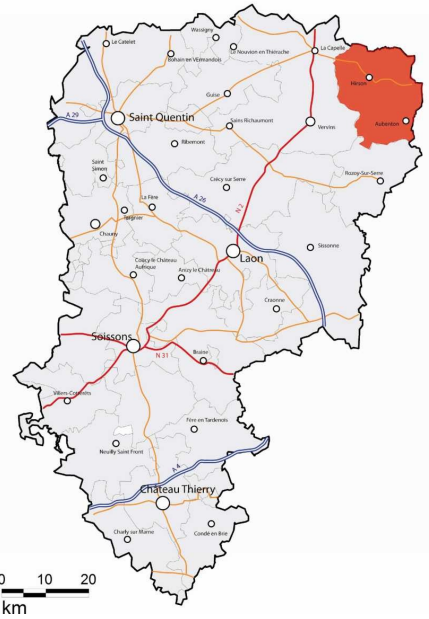 Wassigny
Le Catelet
Le Nouvion en Thiérache
La Capelle
Bohain en Vermandois
Hirson
Guise
A 29
Saint Quentin
Sains Richaumont
Vervins
Aubenton
Ribemont
Saint
Simon
Rozoy-Sur-Serre
Crécy sur Serre
A 26
La Fère
N 2
Tergnier
Chauny
Sissonne
Laon
Coucy le Château
Aufrique
Anizy le Château
Craonne
Soissons
N 31
Braine
Villers-Cotterêts
Fère en Tardenois
Neuilly Saint Front
A 4
Château Thierry
Charly sur Marne
Condé en Brie
0 10 20
km